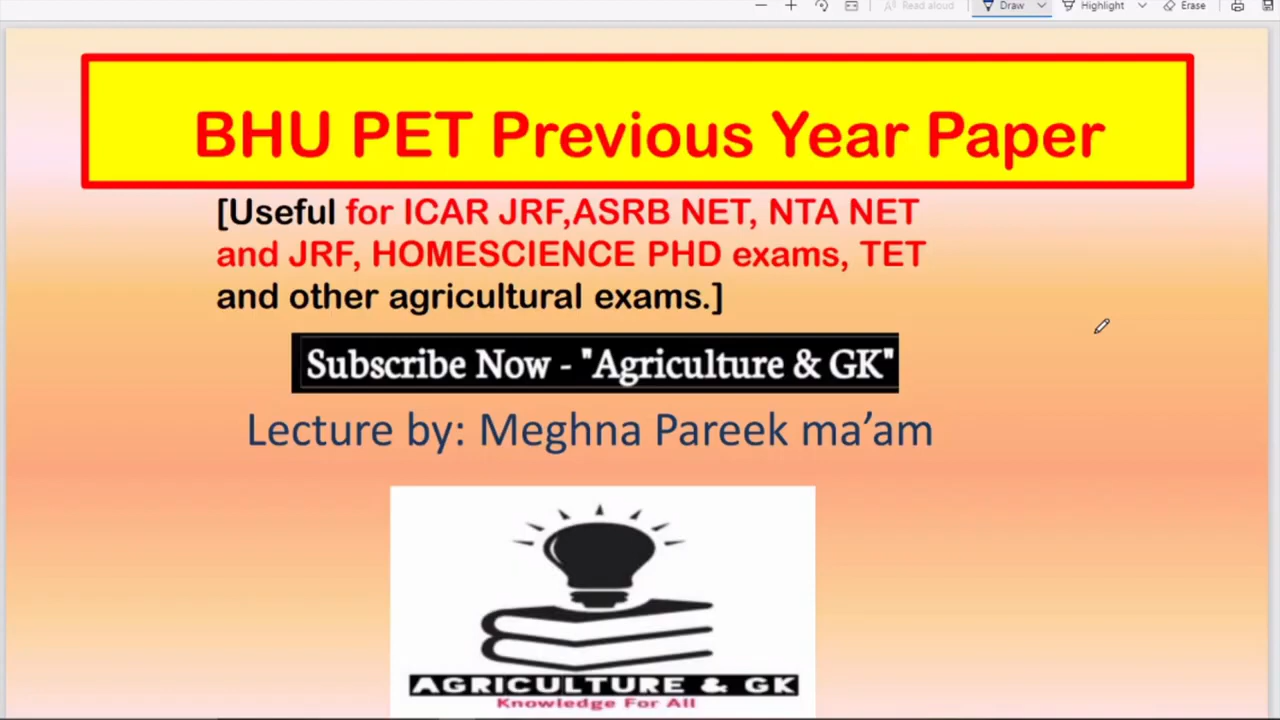 Read aloud
Draw
Highlight
Erase
BHU PET Previous Year Paper
[Useful for ICAR JRF,ASRB NET, NTA NET
and JRF, HOMESCIENCE PHD exams, TET
and other agricultural exams.]
Subscribe Now - "Agriculture & GK"
Lecture by: Meghna Pareek ma’am
AGRICULTURE & GK
Knowledge For All